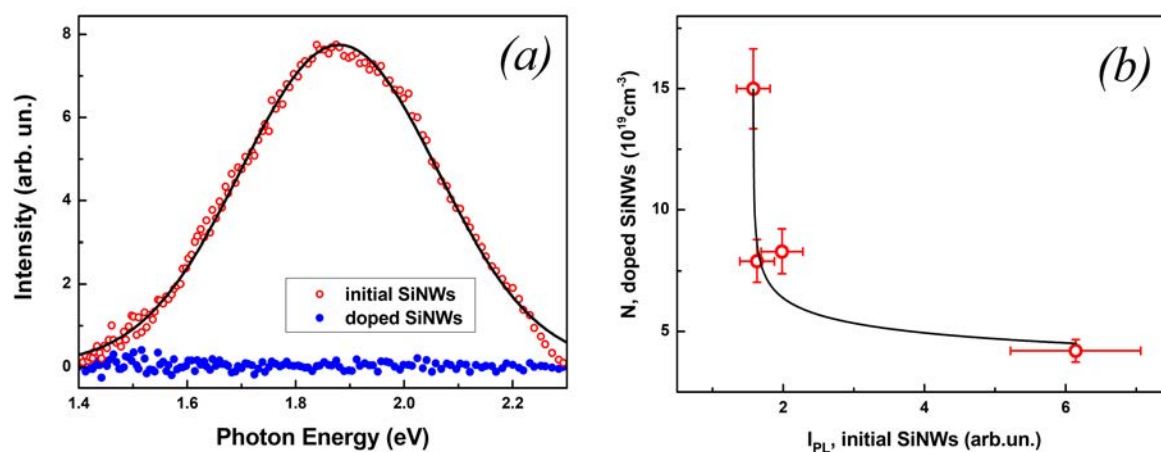 (a)
Intensity (arb. un.)
8
6
4
2
0
initial SiNWs
doped SiNWs
1.4 1.6 1.8 2.0 2.2
Photon Energy (eV)
(b)
N, doped SiNWs (10¹⁹cm⁻³)
15
10
5
2 4 6
I_PL, initial SiNWs (arb.un.)